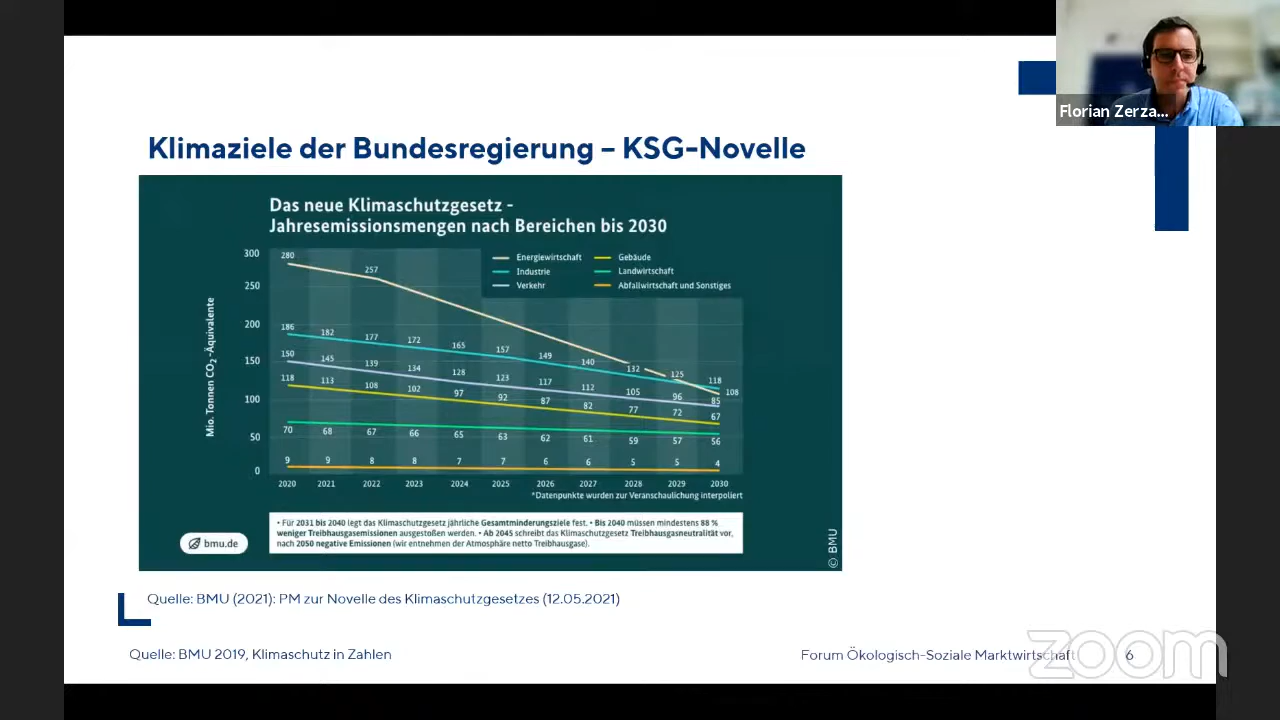 Florian Zerza...
Klimaziele der Bundesregierung – KSG-Novelle
Das neue Klimaschutzgesetz -
Jahresemissionsmengen nach Bereichen bis 2030
Mio. Tonnen CO2 -Äquivalente
300
250
200
150
100
50
0
Energiewirtschaft
Industrie
Verkehr
Gebäude
Landwirtschaft
Abfallwirtschaft und Sonstiges
280 257 108
186 182 177 172 165 157 149 140 132 125 118
150 145 139 134 128 123 117 112 105 96 85
118 113 108 102 97 92 87 82 77 72 67
70 68 67 66 65 63 62 61 59 57 56
9 9 8 8 7 7 6 6 5 5 4
2020 2021 2022 2023 2024 2025 2026 2027 2028 2029 2030
*Datenpunkte wurden zur Veranschaulichung interpoliert
• Für 2031 bis 2040 legt das Klimaschutzgesetz jährliche Gesamtminderungsziele fest. • Bis 2040 müssen mindestens 88 %
weniger Treibhausgasemissionen ausgestoßen werden. • Ab 2045 schreibt das Klimaschutzgesetz Treibhausgasneutralität vor,
nach 2050 negative Emissionen (wir entnehmen der Atmosphäre netto Treibhausgase).
bmu.de
© BMU
Quelle: BMU (2021): PM zur Novelle des Klimaschutzgesetzes (12.05.2021)
Quelle: BMU 2019, Klimaschutz in Zahlen
Forum Ökologisch-Soziale Marktwirtschaft
6
zoom